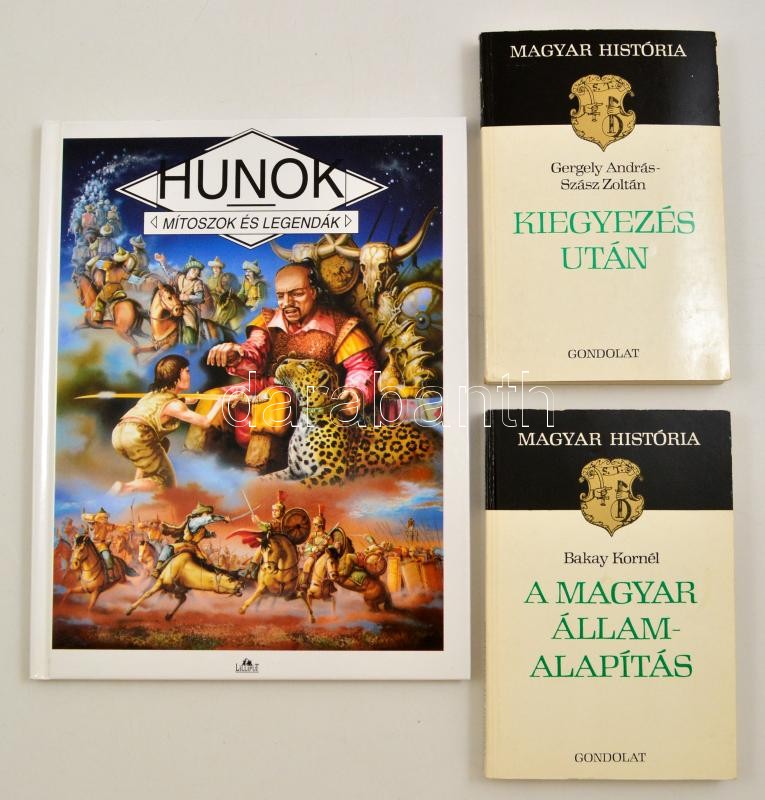 HUNOK
MÍTOSZOK ÉS LEGENDÁK
LILLIPUT
MAGYAR HISTÓRIA
S. T.
Gergely András-
Szász Zoltán
KIEGYEZÉS
UTÁN
GONDOLAT
MAGYAR HISTÓRIA
S. T.
Bakay Kornél
A MAGYAR
ÁLLAM-
ALAPÍTÁS
GONDOLAT
darabanth